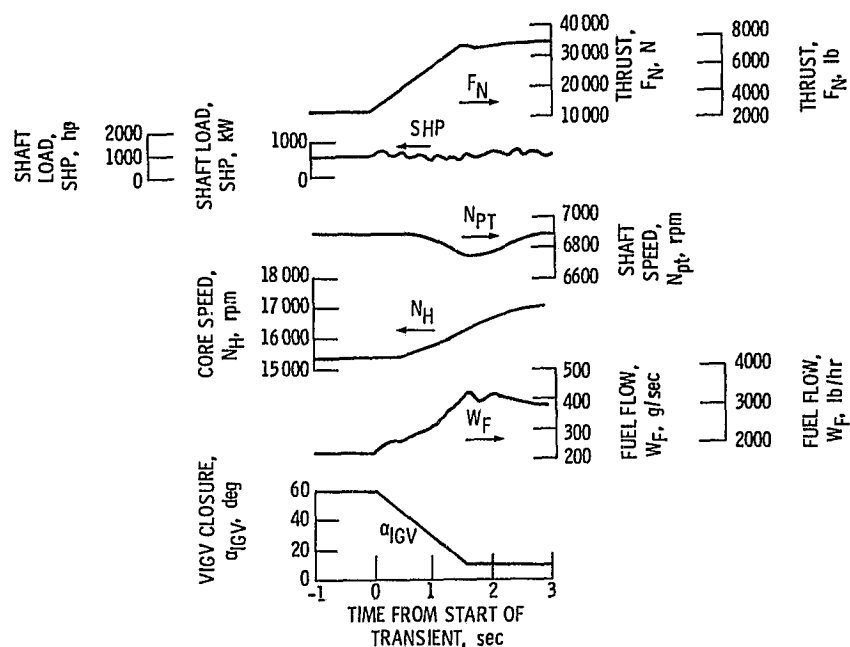 40 000
30 000
20 000
10 000
THRUST,
F_N, N
8000
6000
4000
2000
THRUST,
F_N, lb
F_N
SHAFT
LOAD,
SHP, hp
2000
1000
0
SHAFT LOAD,
SHP, kW
1000
0
SHP
N_PT
7000
6800
6600
SHAFT
SPEED,
N_pt, rpm
CORE SPEED,
N_H, rpm
18 000
17 000
16 000
15 000
N_H
W_F
500
400
300
200
FUEL FLOW,
W_F, g/sec
4000
3000
2000
FUEL FLOW,
W_F, lb/hr
VIGV CLOSURE,
α_IGV, deg
60
40
20
0
α_IGV
-1 0 1 2 3
TIME FROM START OF
TRANSIENT, sec